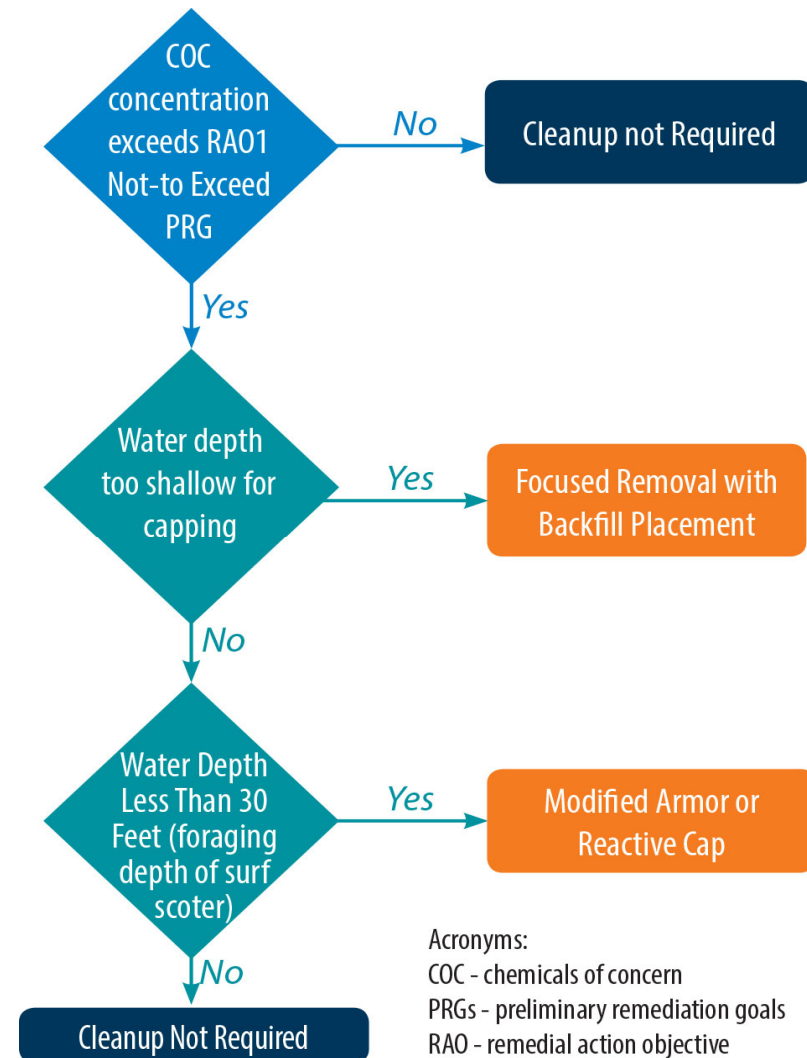 COC
concentration
exceeds RAO1
Not-to Exceed
PRG
No
Cleanup not Required
Yes
Water depth
too shallow for
capping
Yes
Focused Removal with
Backfill Placement
No
Water Depth
Less Than 30
Feet (foraging
depth of surf
scoter)
Yes
Modified Armor or
Reactive Cap
No
Cleanup Not Required
Acronyms:
COC - chemicals of concern
PRGs - preliminary remediation goals
RAO - remedial action objective